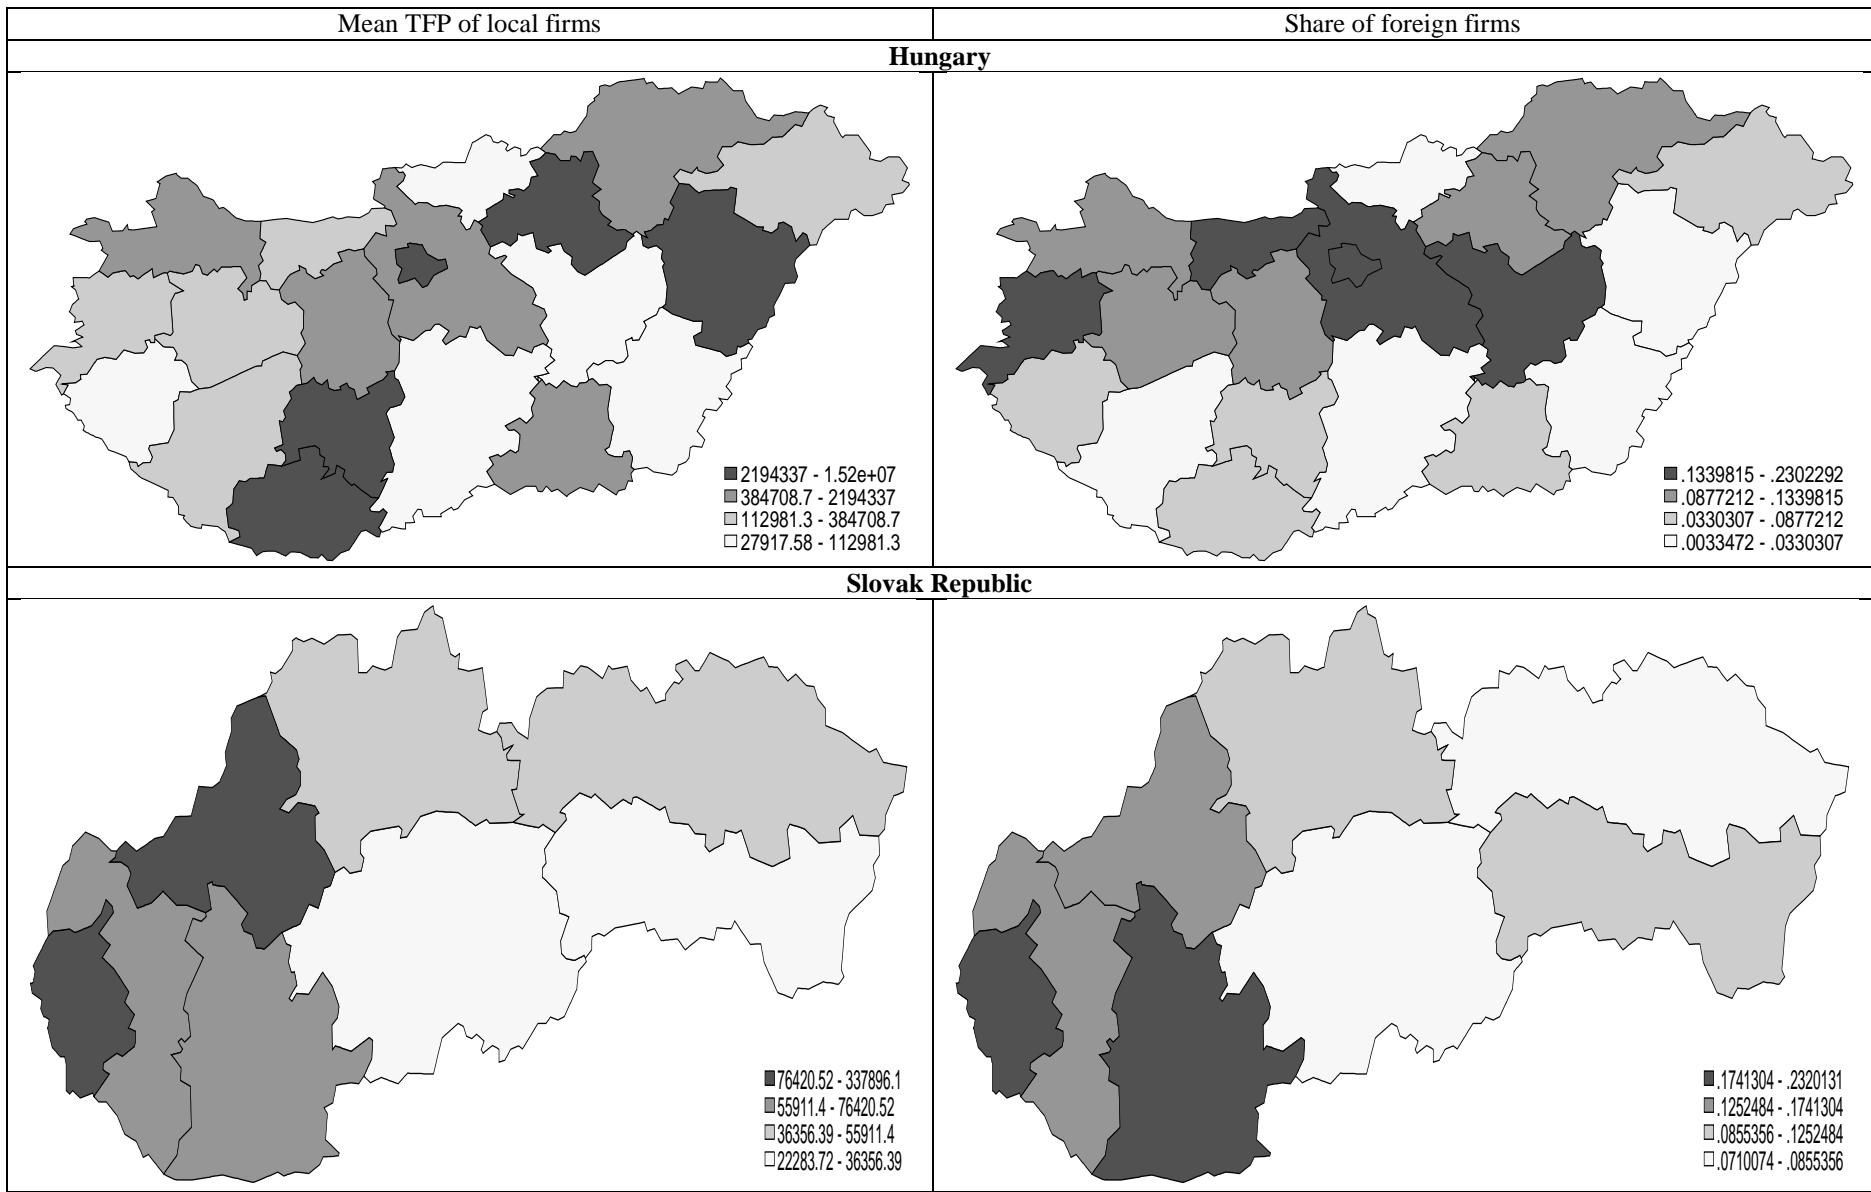 Mean TFP of local firms
Share of foreign firms
Hungary
2194337 - 1.52e+07
384708.7 - 2194337
112981.3 - 384708.7
27917.58 - 112981.3
.1339815 - .2302292
.0877212 - .1339815
.0330307 - .0877212
.0033472 - .0330307
Slovak Republic
76420.52 - 337896.1
55911.4 - 76420.52
36356.39 - 55911.4
22283.72 - 36356.39
.1741304 - .2320131
.1252484 - .1741304
.0855356 - .1252484
.0710074 - .0855356